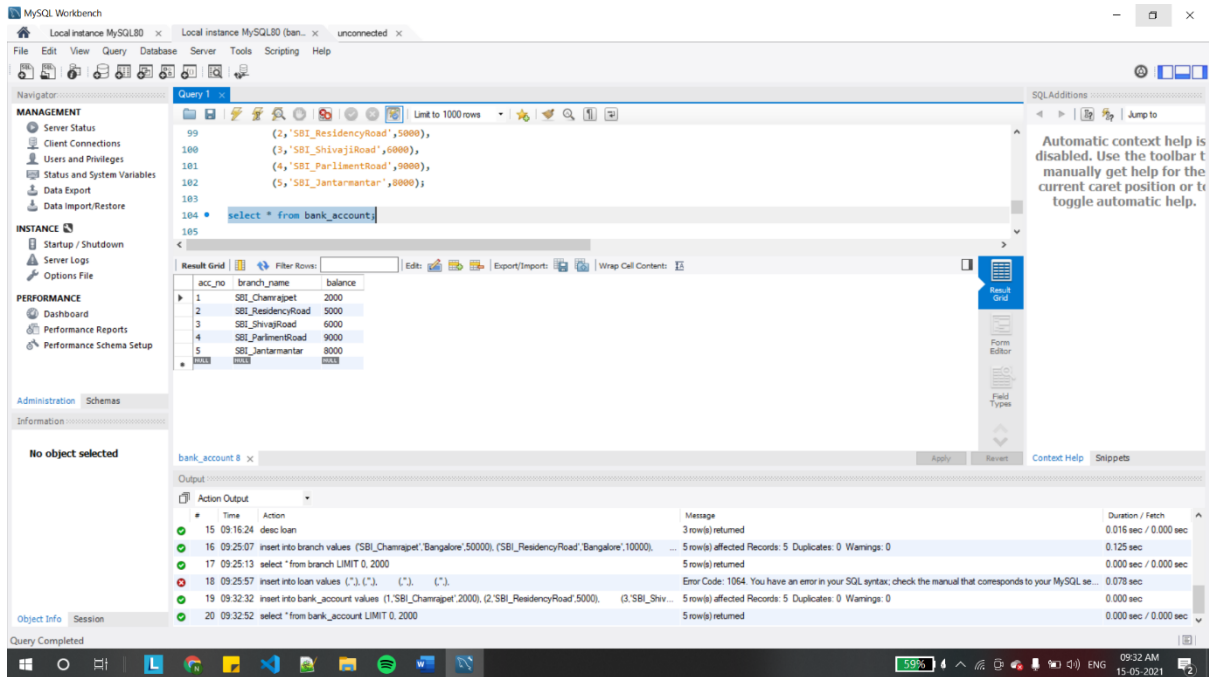 MySQL Workbench
Local instance MySQL80 × Local instance MySQL80 (ban... × unconnected ×
File Edit View Query Database Server Tools Scripting Help
Navigator
MANAGEMENT
Server Status
Client Connections
Users and Privileges
Status and System Variables
Data Export
Data Import/Restore
INSTANCE
Startup / Shutdown
Server Logs
Options File
PERFORMANCE
Dashboard
Performance Reports
Performance Schema Setup
Administration Schemas
Information
No object selected
Object Info Session
Query 1 ×
Limit to 1000 rows
99 (2,'SBI_ResidencyRoad',5000),
100 (3,'SBI_ShivajiRoad',6000),
101 (4,'SBI_ParlimentRoad',9000),
102 (5,'SBI_Jantarmantar',8000);
103
104 select * from bank_account;
105
Result Grid Filter Rows: Edit: Export/Import: Wrap Cell Content:
acc_no branch_name balance
1 SBI_Chamrajpet 2000
2 SBI_ResidencyRoad 5000
3 SBI_ShivajiRoad 6000
4 SBI_ParlimentRoad 9000
5 SBI_Jantarmantar 8000
NULL NULL NULL
Result Grid
Form Editor
Field Types
bank_account 8 × Apply Revert
SQLAdditions
Jump to
Automatic context help is
disabled. Use the toolbar t
manually get help for the
current caret position or to
toggle automatic help.
Context Help Snippets
Output
Action Output
# Time Action Message Duration / Fetch
15 09:16:24 desc loan 3 row(s) returned 0.016 sec / 0.000 sec
16 09:25:07 insert into branch values ('SBI_Chamrajpet','Bangalore',50000), ('SBI_ResidencyRoad','Bangalore',10000), ... 5 row(s) affected Records: 5 Duplicates: 0 Warnings: 0 0.125 sec
17 09:25:13 select * from branch LIMIT 0, 2000 5 row(s) returned 0.000 sec / 0.000 sec
18 09:25:57 insert into loan values (,'',), (,'',), (,'',), (,'',), Error Code: 1064. You have an error in your SQL syntax; check the manual that corresponds to your MySQL se... 0.078 sec
19 09:32:32 insert into bank_account values (1,'SBI_Chamrajpet',2000), (2,'SBI_ResidencyRoad',5000), (3,'SBI_Shiv... 5 row(s) affected Records: 5 Duplicates: 0 Warnings: 0 0.000 sec
20 09:32:52 select * from bank_account LIMIT 0, 2000 5 row(s) returned 0.000 sec / 0.000 sec
Query Completed
59% ENG 09:32 AM
15-05-2021